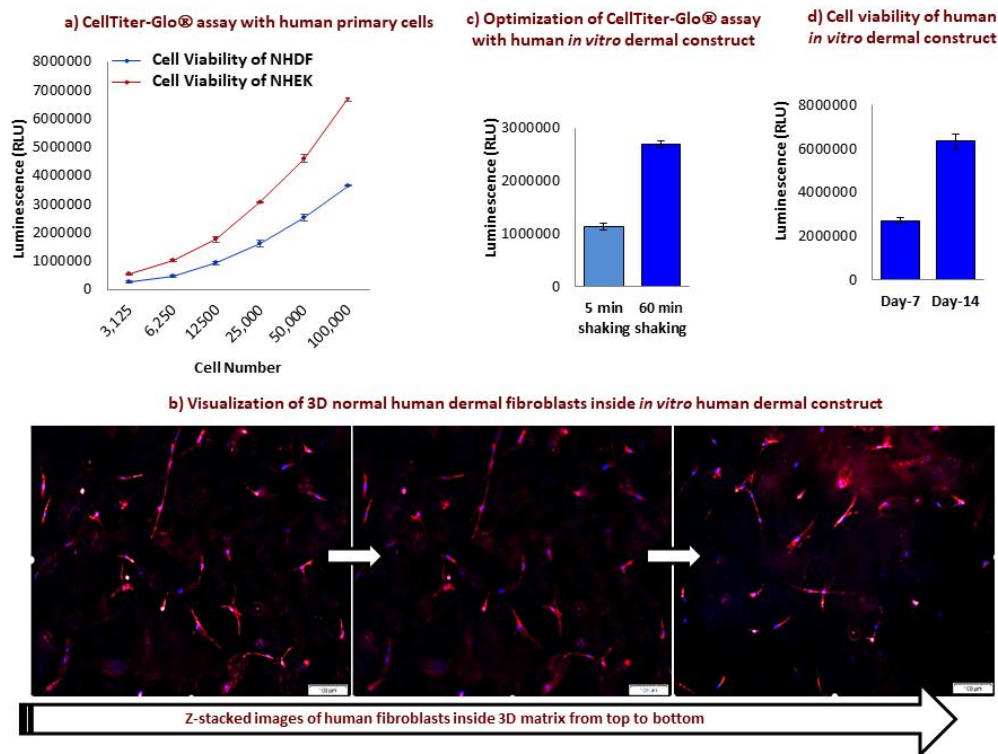 a) CellTiter-Glo® assay with human primary cells
Cell Viability of NHDF
Cell Viability of NHEK
Luminescence (RLU)
8000000
7000000
6000000
5000000
4000000
3000000
2000000
1000000
0
3,125
6,250
12500
25,000
50,000
100,000
Cell Number
c) Optimization of CellTiter-Glo® assay
with human in vitro dermal construct
Luminescence (RLU)
3000000
2000000
1000000
0
5 min
shaking
60 min
shaking
d) Cell viability of human
in vitro dermal construct
Luminescence (RLU)
8000000
6000000
4000000
2000000
0
Day-7
Day-14
b) Visualization of 3D normal human dermal fibroblasts inside in vitro human dermal construct
Z-stacked images of human fibroblasts inside 3D matrix from top to bottom